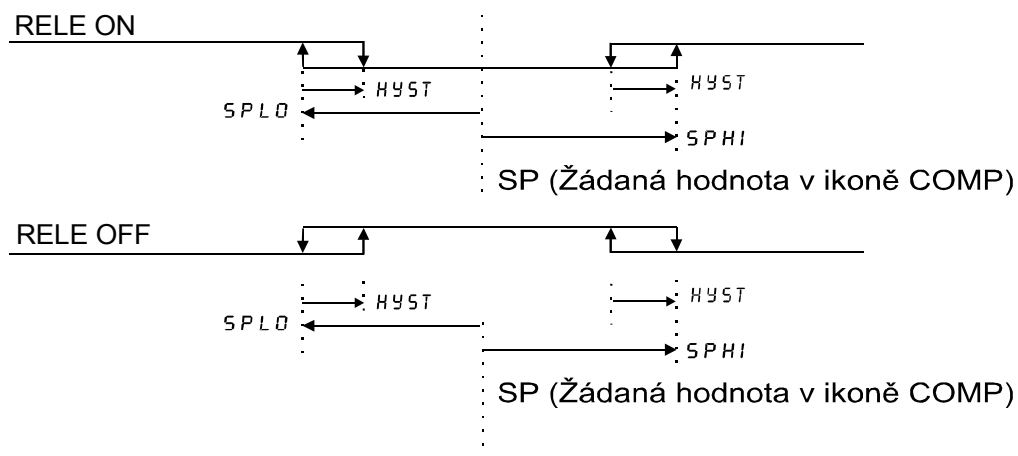 RELE ON
HYST
HYST
SPLO
SPHI
SP (Žádaná hodnota v ikoně COMP)
RELE OFF
HYST
HYST
SPLO
SPHI
SP (Žádaná hodnota v ikoně COMP)